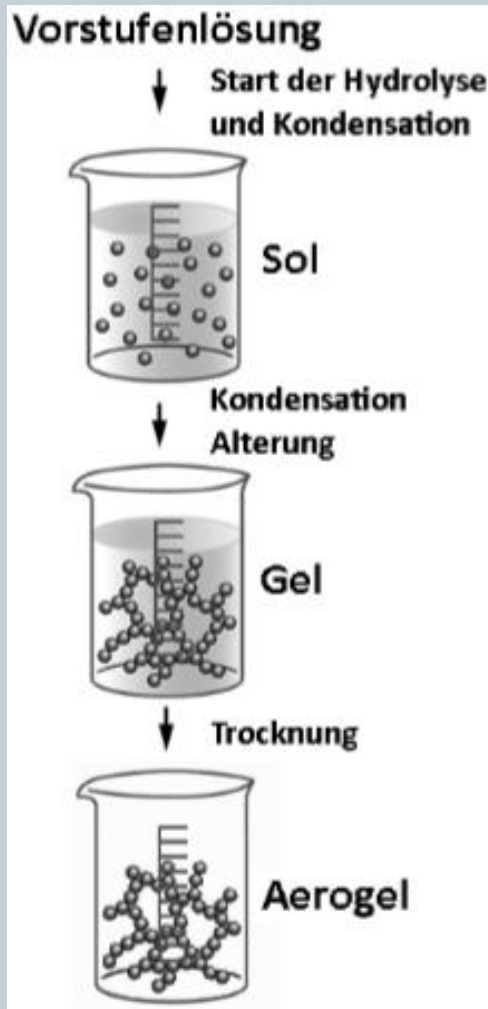 Vorstufenlösung
Start der Hydrolyse
und Kondensation
Sol
Kondensation
Alterung
Gel
Trocknung
Aerogel